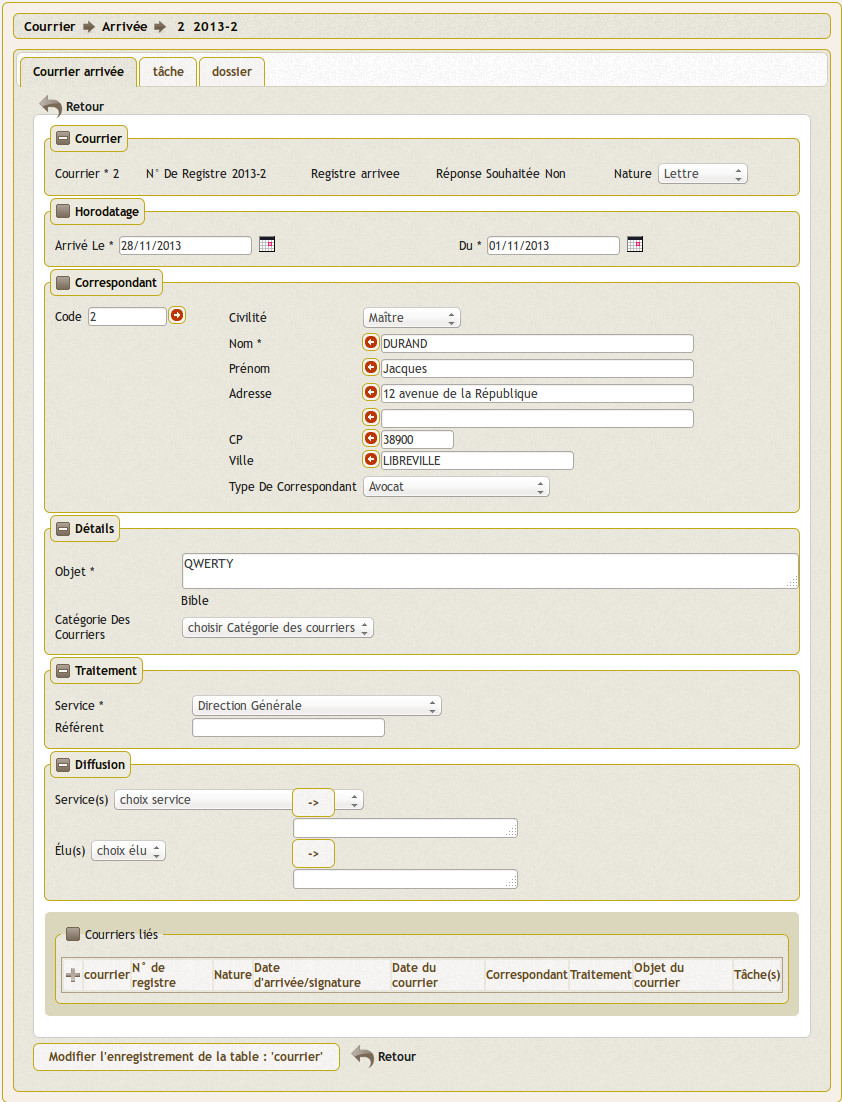 Courrier Arrivée 2 2013-2
Courrier arrivée tâche dossier
Retour
Courrier
Courrier * 2 N° De Registre 2013-2 Registre arrivee Réponse Souhaitée Non Nature Lettre
Horodatage
Arrivé Le * 28/11/2013 Du * 01/11/2013
Correspondant
Code 2 Civilité Maître
Nom * DURAND
Prénom Jacques
Adresse 12 avenue de la République
CP 38900
Ville LIBREVILLE
Type De Correspondant Avocat
Détails
Objet * QWERTY
Bible
Catégorie Des
Courriers choisir Catégorie des courriers
Traitement
Service * Direction Générale
Référent
Diffusion
Service(s) choix service ->
Élu(s) choix élu ->
Courriers liés
courrier N° de registre Nature Date d'arrivée/signature Date du courrier Correspondant Traitement Objet du courrier Tâche(s)
Modifier l'enregistrement de la table : 'courrier' Retour